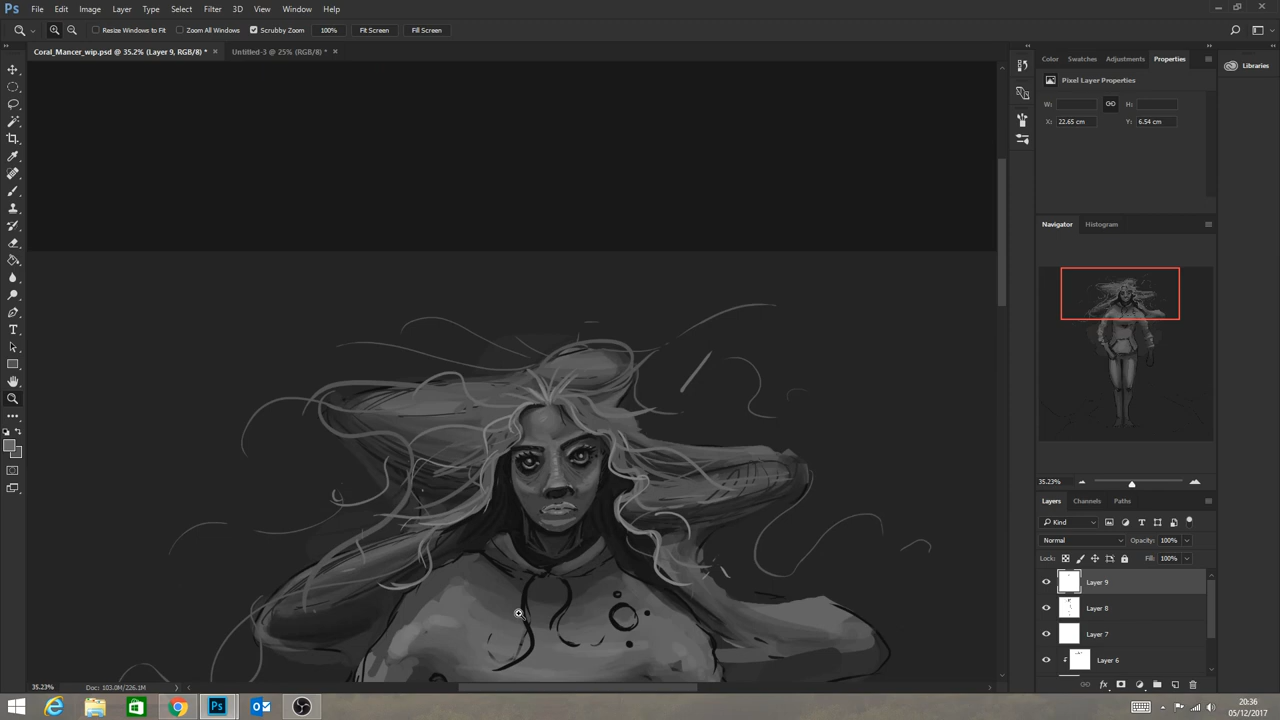 Ps File Edit Image Layer Type Select Filter 3D View Window Help
Resize Windows to Fit Zoom All Windows Scrubby Zoom 100% Fit Screen Fill Screen
Coral_Mancer_wip.psd @ 35.2% (Layer 9, RGB/8) * × Untitled-3 @ 25% (RGB/8) * ×
Color Swatches Adjustments Properties
Libraries
Pixel Layer Properties
W: H:
X: 22.65 cm Y: 6.54 cm
Navigator Histogram
35.23%
Layers Channels Paths
Kind
Normal Opacity: 100%
Lock: Fill: 100%
Layer 9
Layer 8
Layer 7
Layer 6
fx
35.23% Doc: 103.0M/226.1M
Ps
20:36
05/12/2017